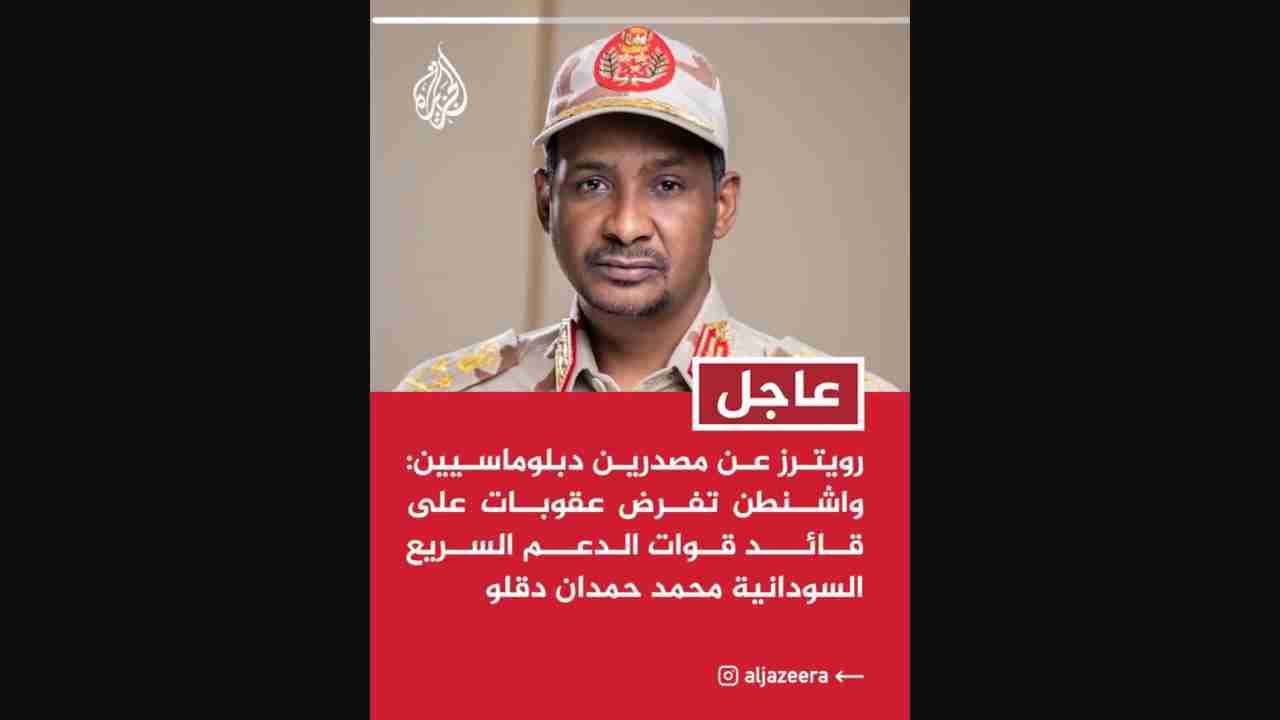 الجزيرة
عاجل
رويترز عن مصدرين دبلوماسيين:
واشنطن تفرض عقوبات على
قائد قوات الدعم السريع
السودانية محمد حمدان دقلو
aljazeera